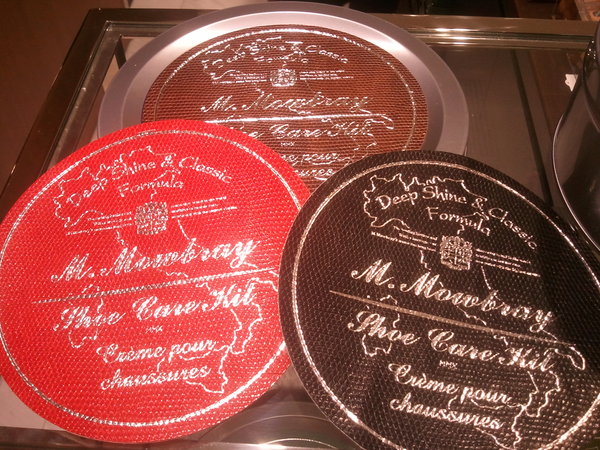 Deep Shine & Classic
Formula
M. Mowbray
Shoe Care Kit
Deep Shine & Classic
Formula
M. Mowbray
Shoe Care Kit
Crème pour
chaussures
Deep Shine & Classic
Formula
M. Mowbray
Shoe Care Kit
Crème pour
chaussures